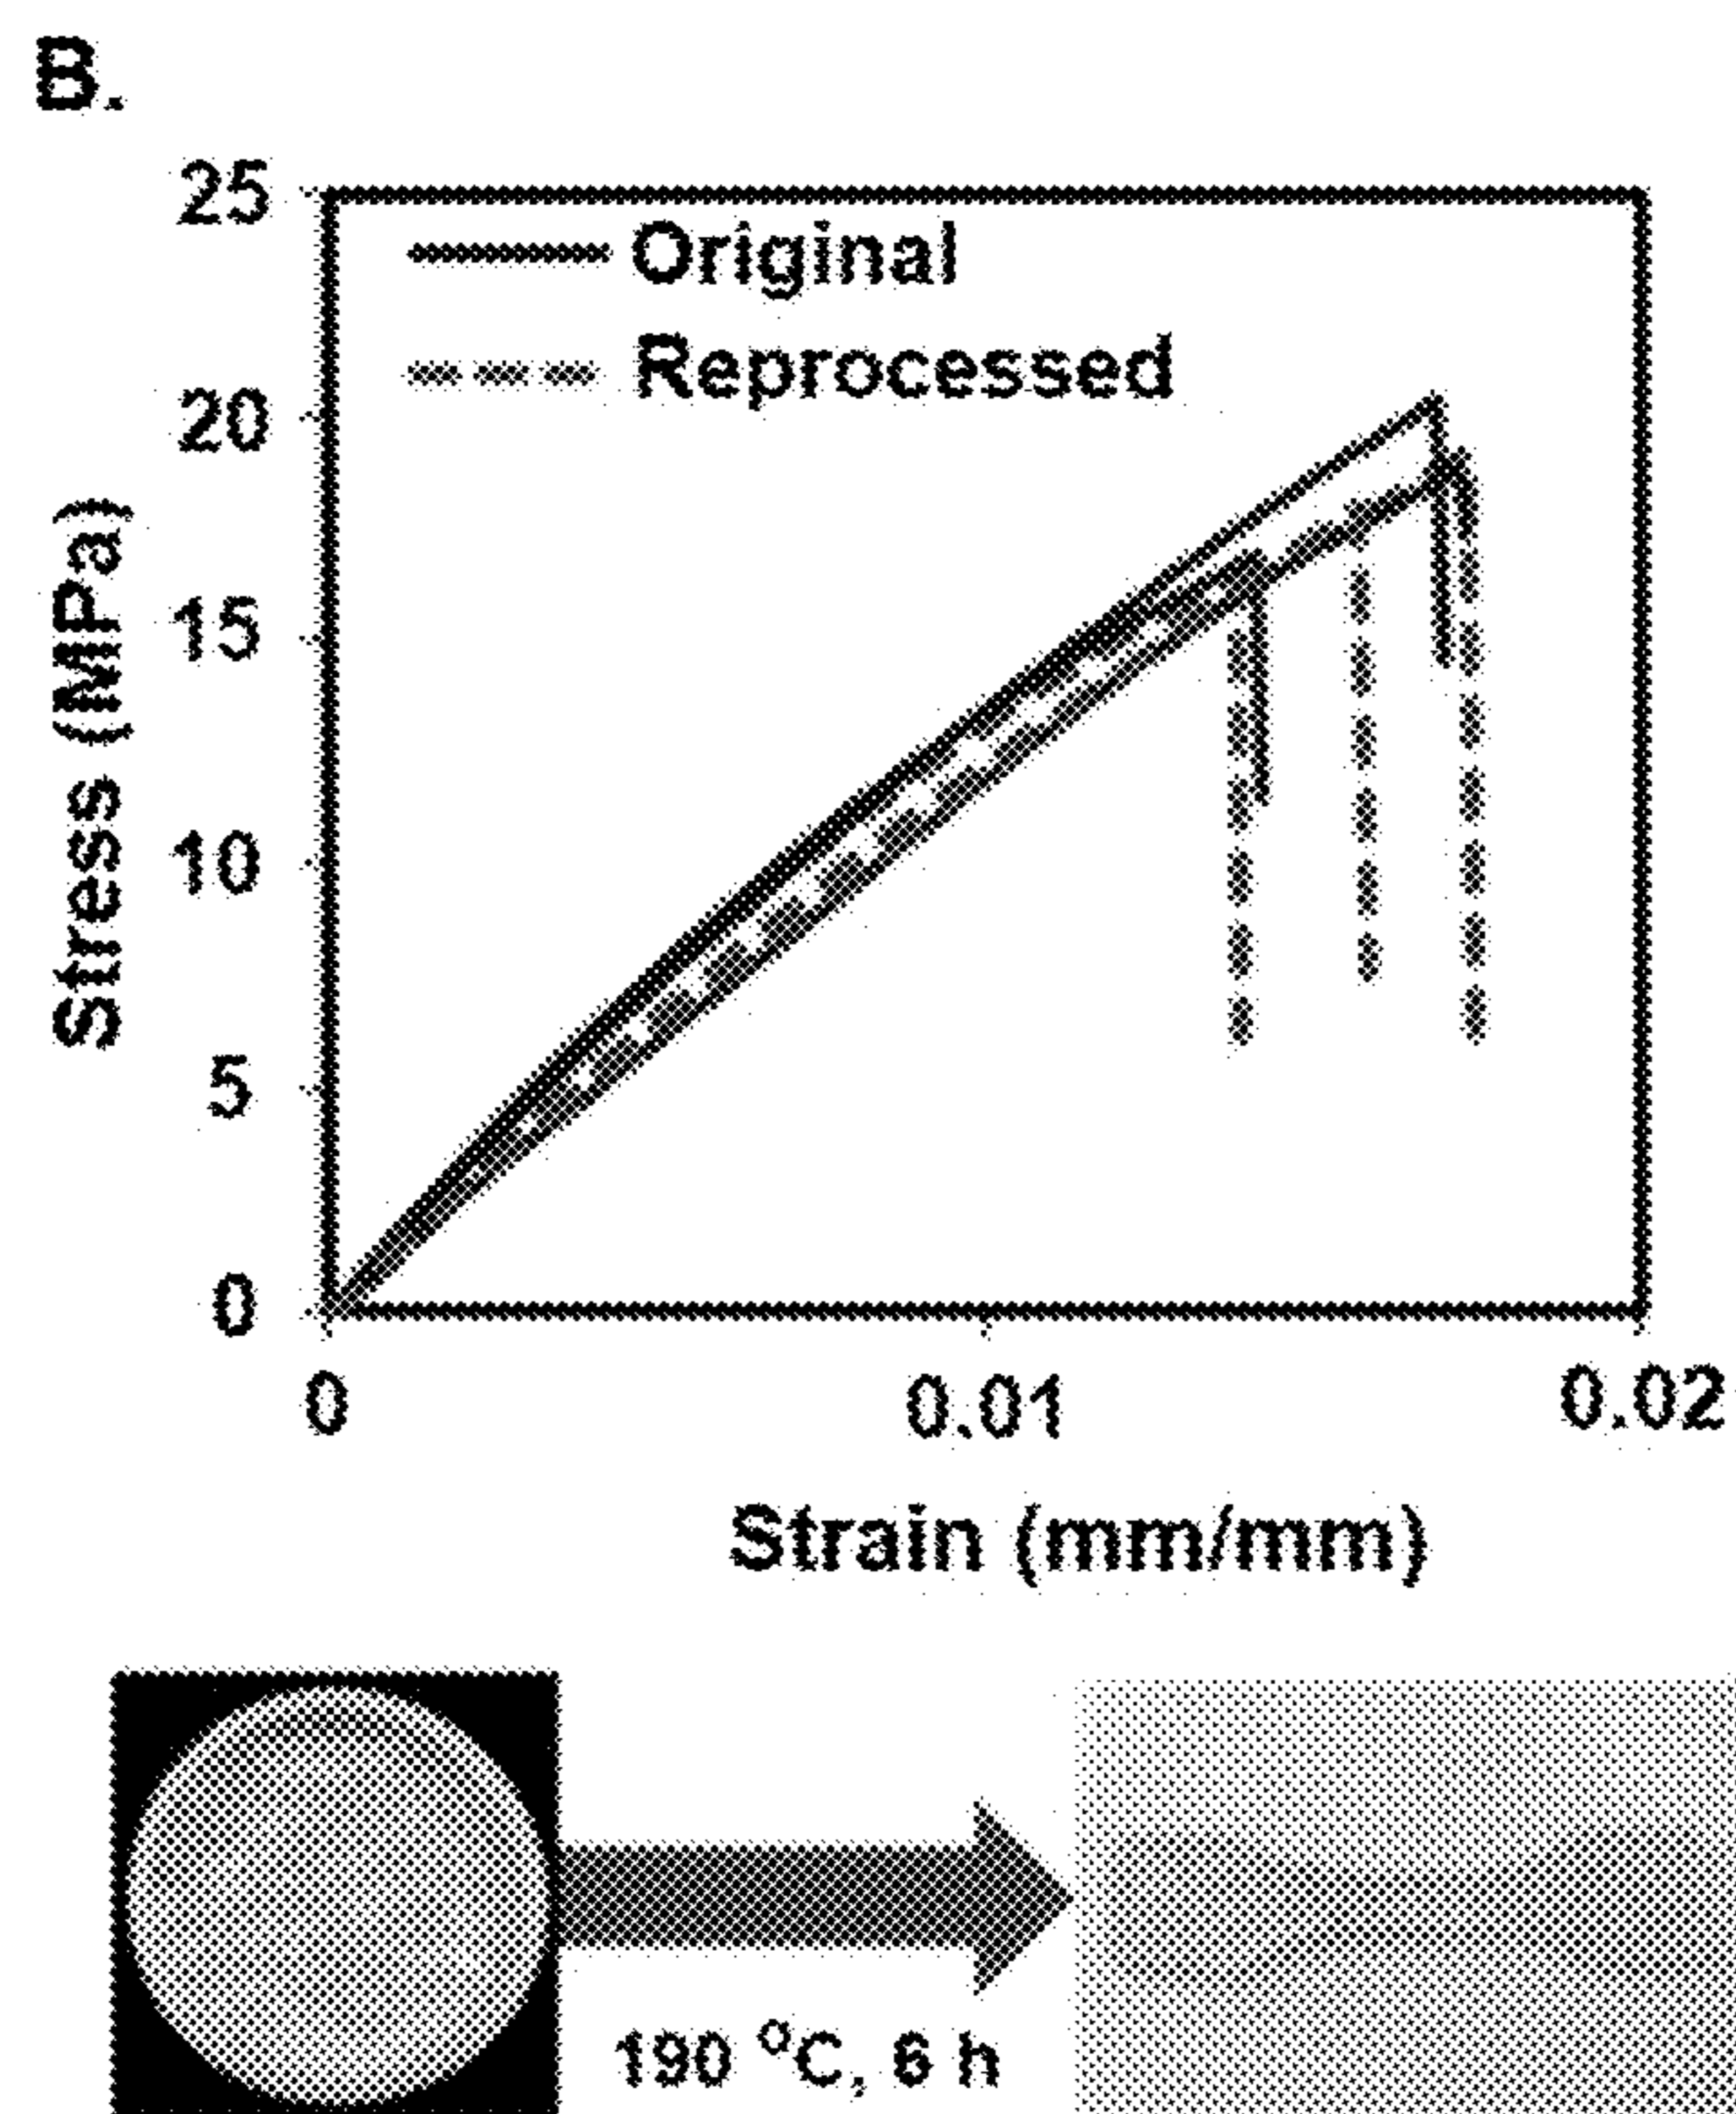 B.
25
Original
Reprocessed
20
15
10
5
0
Stress (MPa)
0 0.01 0.02
Strain (mm/mm)
190 °C, 6 h